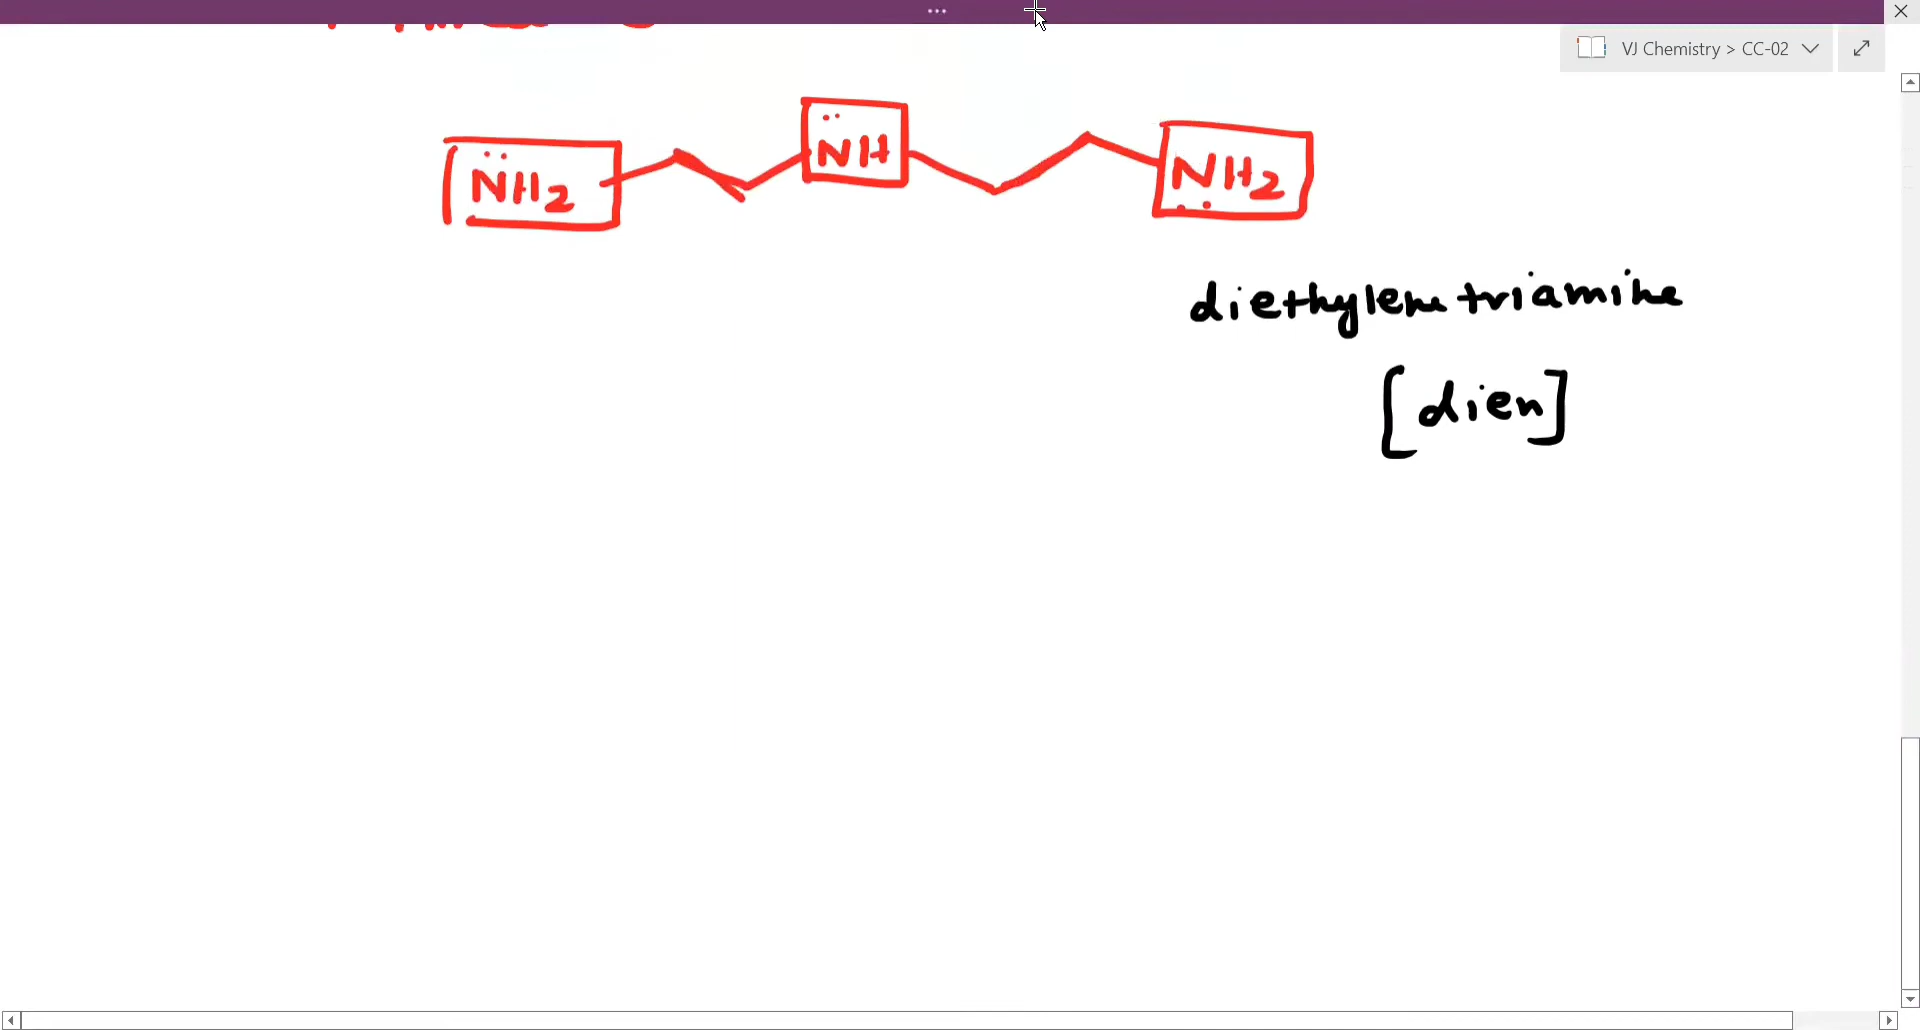 VJ Chemistry > CC-02
NH2 NH NH2
diethylene triamine
[dien]